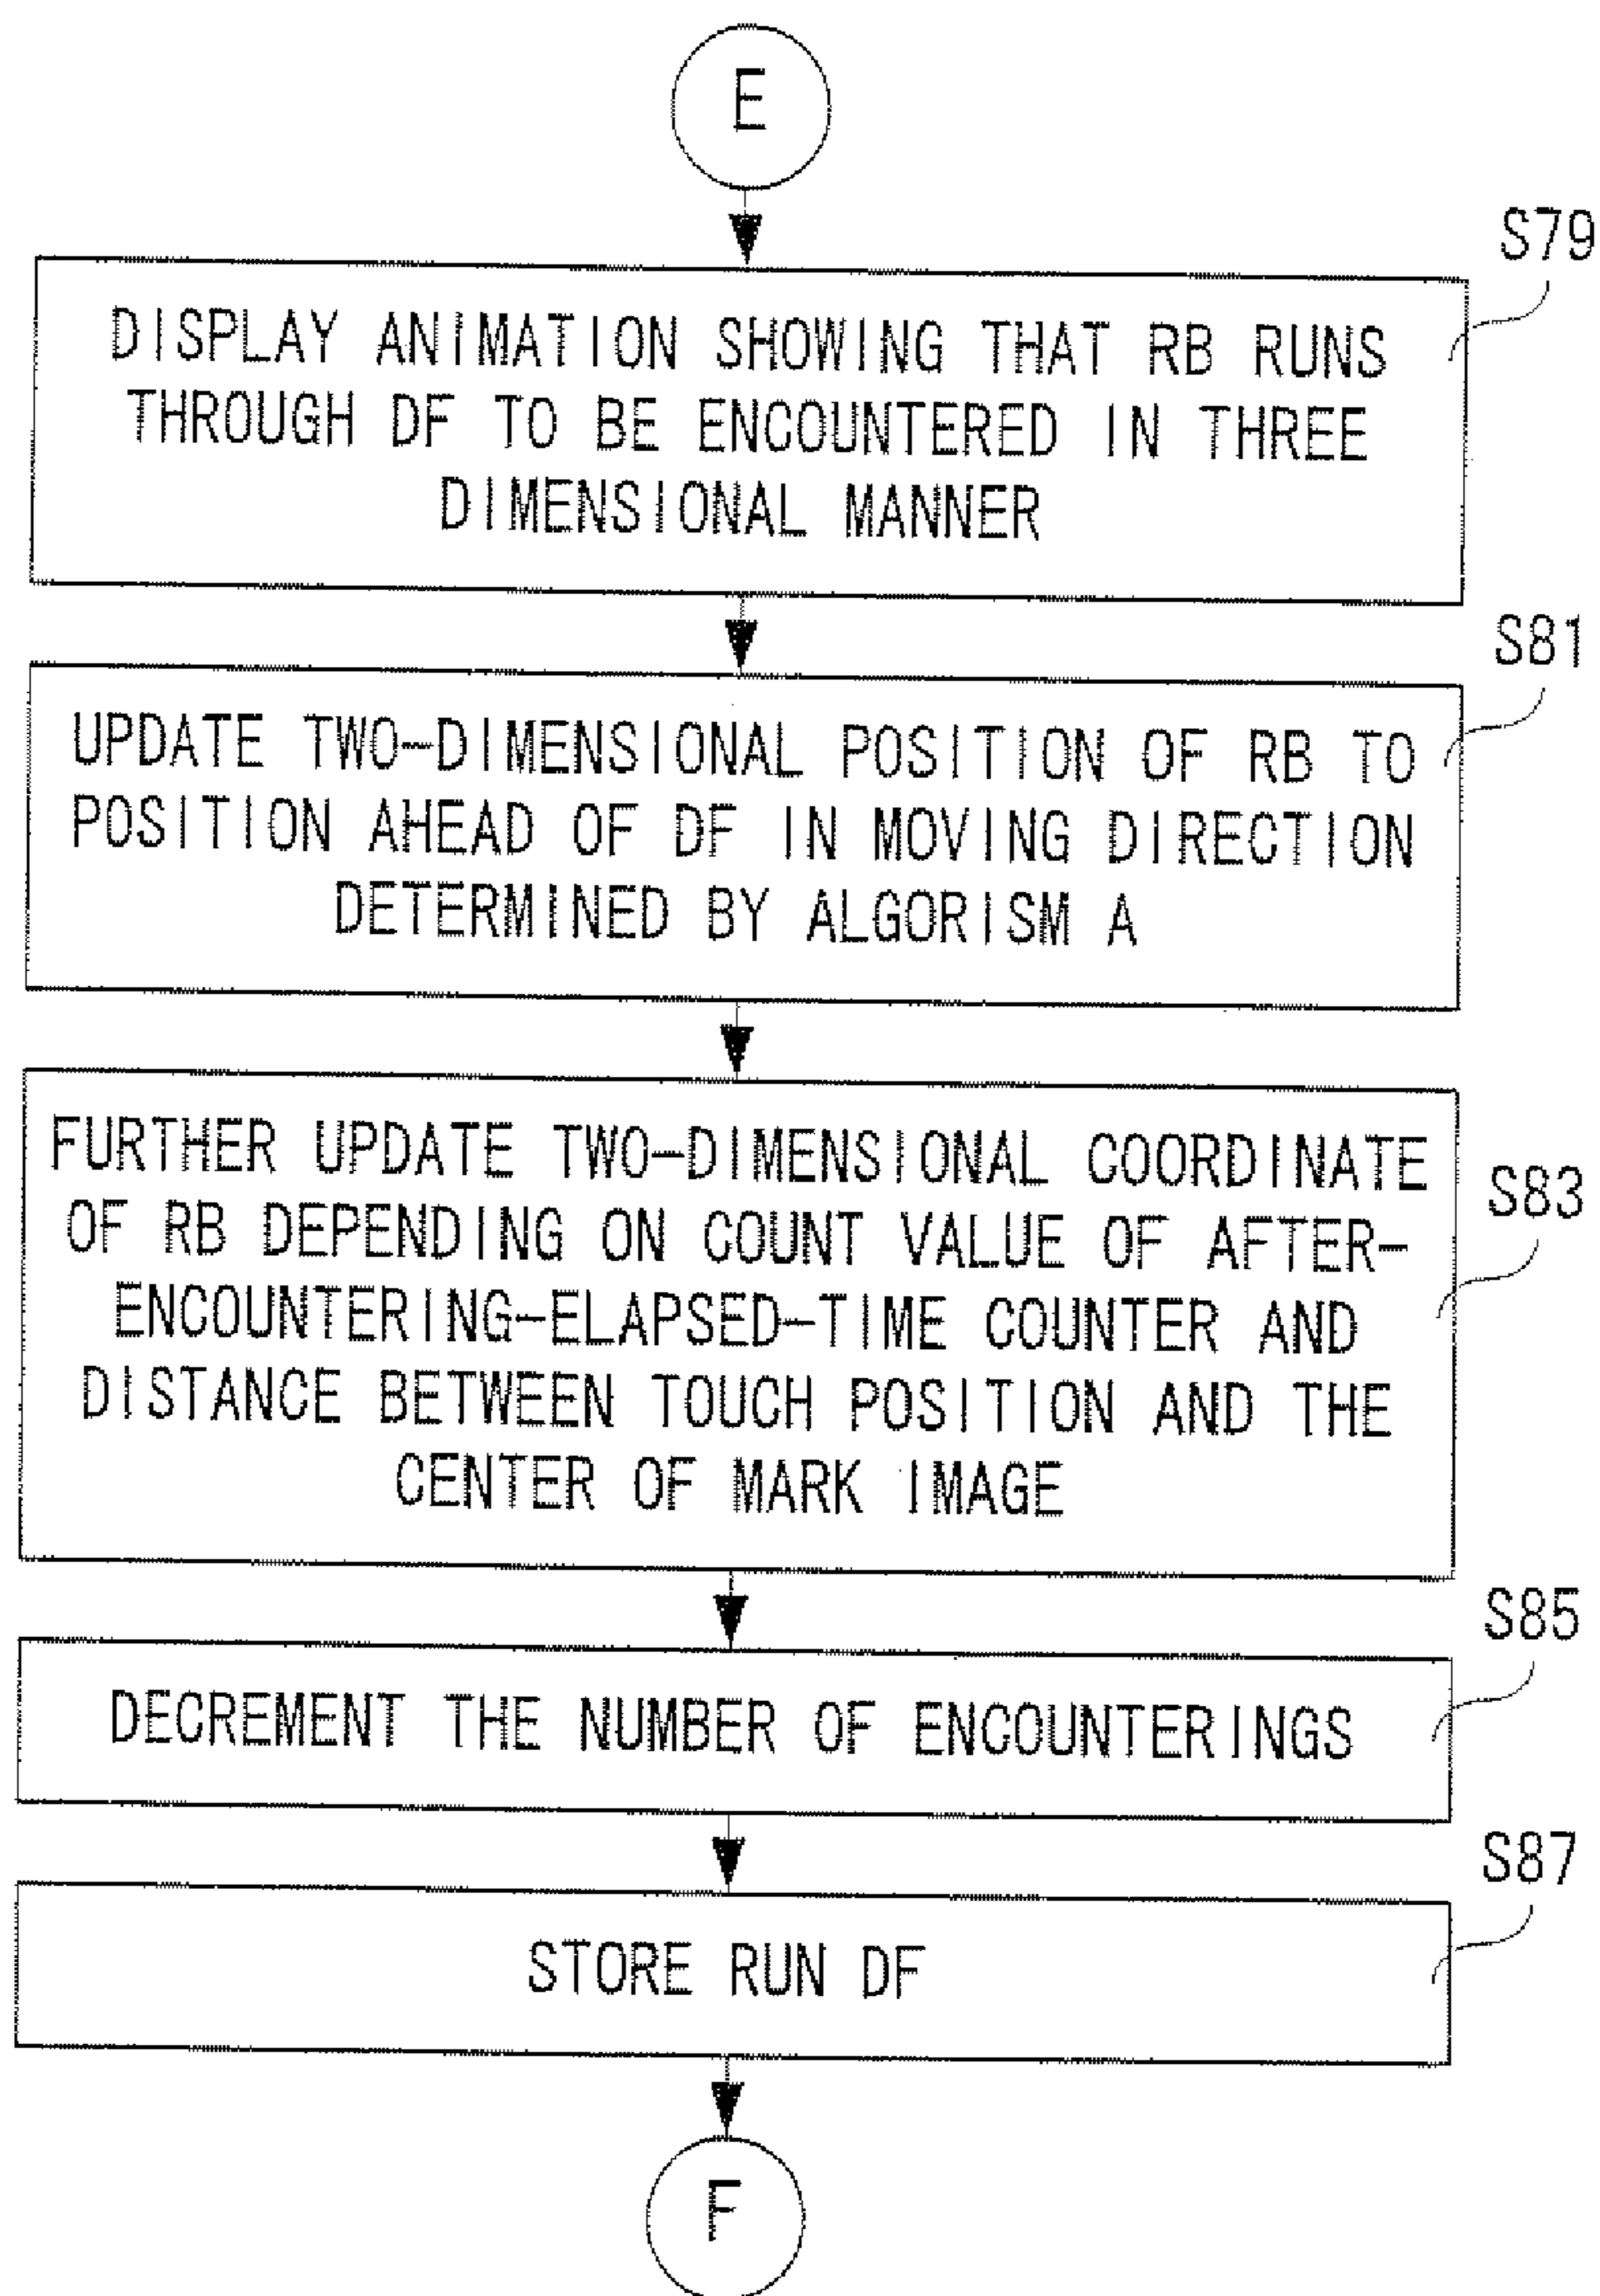 E
S79
DISPLAY ANIMATION SHOWING THAT RB RUNS
THROUGH DF TO BE ENCOUNTERED IN THREE
DIMENSIONAL MANNER
S81
UPDATE TWO-DIMENSIONAL POSITION OF RB TO
POSITION AHEAD OF DF IN MOVING DIRECTION
DETERMINED BY ALGORISM A
S83
FURTHER UPDATE TWO-DIMENSIONAL COORDINATE
OF RB DEPENDING ON COUNT VALUE OF AFTER-
ENCOUNTERING-ELAPSED-TIME COUNTER AND
DISTANCE BETWEEN TOUCH POSITION AND THE
CENTER OF MARK IMAGE
S85
DECREMENT THE NUMBER OF ENCOUNTERINGS
S87
STORE RUN DF
F